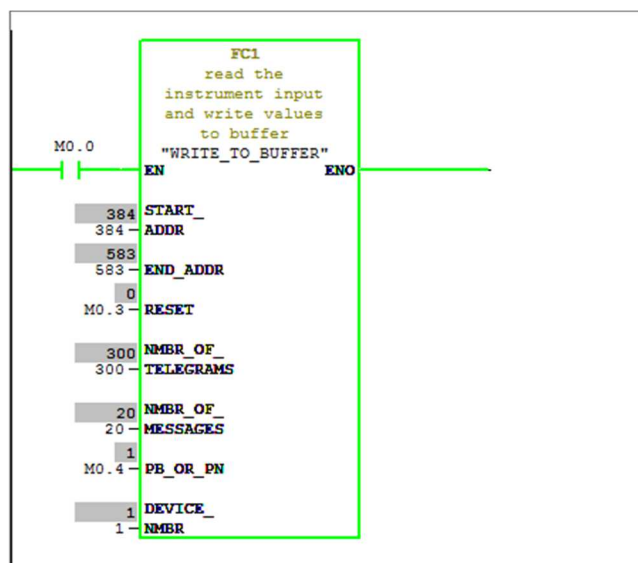 FC1
read the
instrument input
and write values
to buffer
"WRITE_TO_BUFFER"
M0.0
EN ENO
384 START_
384 ADDR
583
583 END_ADDR
0
M0.3 RESET
300 NMBR_OF_
300 TELEGRAMS
20 NMBR_OF_
20 MESSAGES
1
M0.4 PB_OR_PN
1 DEVICE_
1 NMBR